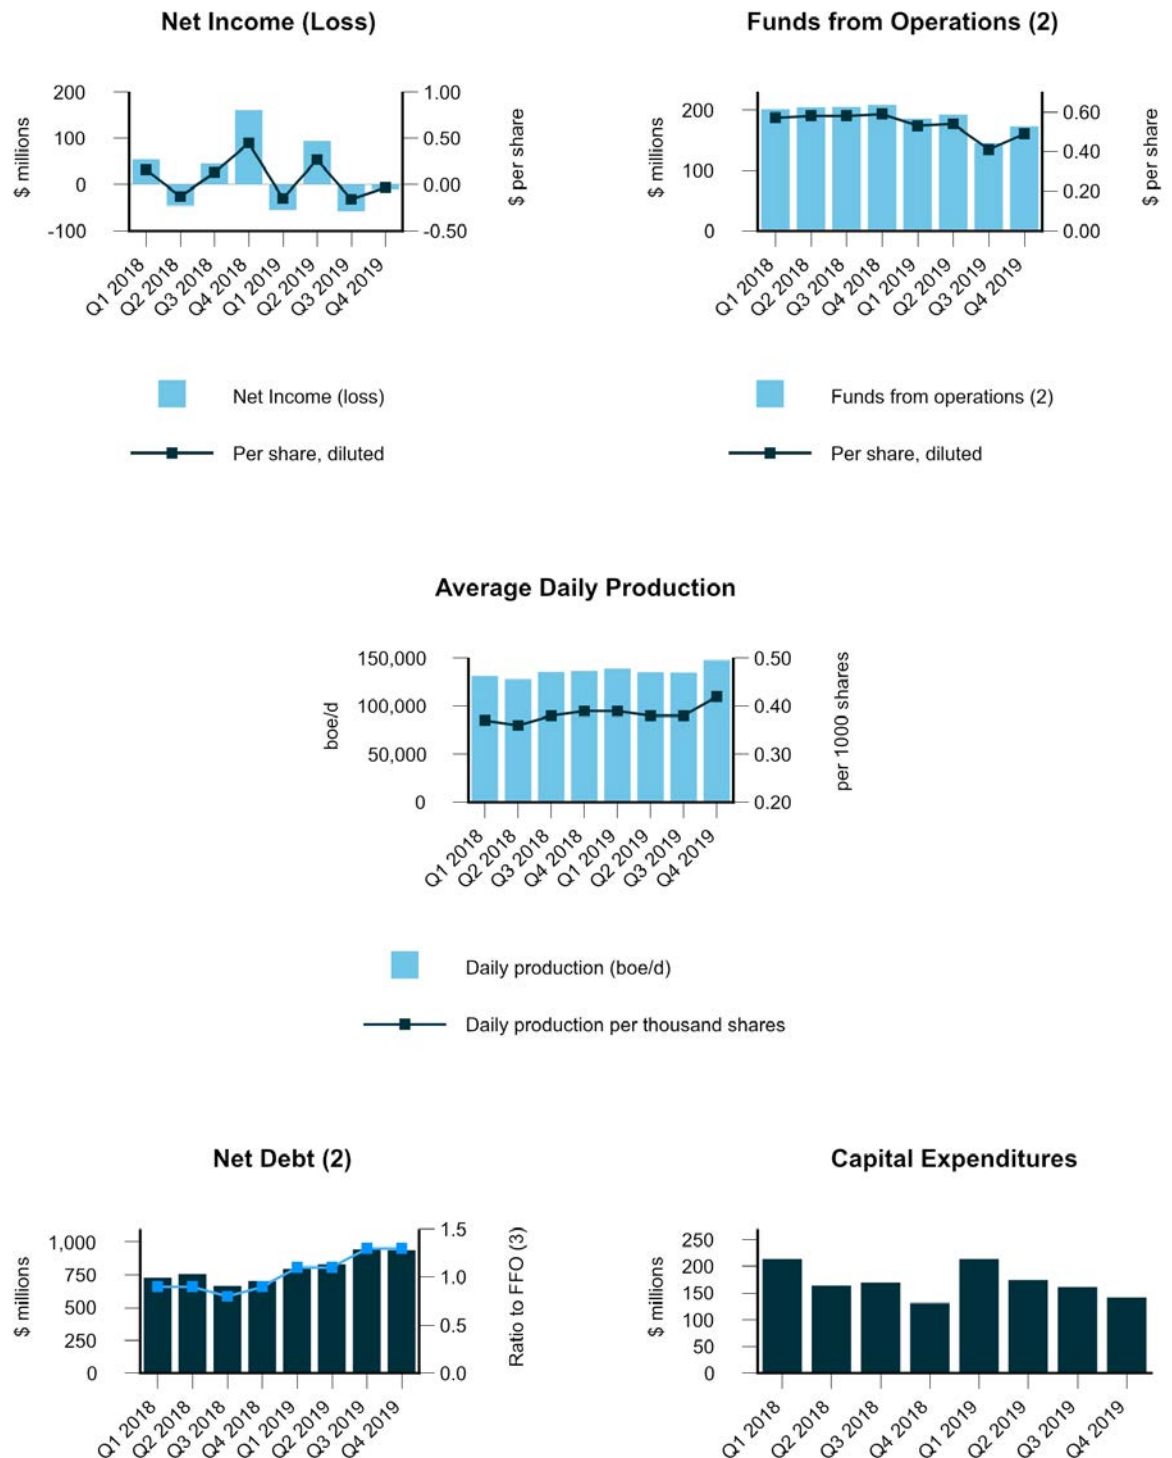 Net Income (Loss)
$ millions
200
100
0
-100
1.00
0.50
0.00
-0.50
$ per share
Q1 2018
Q2 2018
Q3 2018
Q4 2018
Q1 2019
Q2 2019
Q3 2019
Q4 2019
Net Income (loss)
Per share, diluted
Funds from Operations (2)
$ millions
200
100
0
0.60
0.40
0.20
0.00
$ per share
Q1 2018
Q2 2018
Q3 2018
Q4 2018
Q1 2019
Q2 2019
Q3 2019
Q4 2019
Funds from operations (2)
Per share, diluted
Average Daily Production
boe/d
150,000
100,000
50,000
0
0.50
0.40
0.30
0.20
per 1000 shares
Q1 2018
Q2 2018
Q3 2018
Q4 2018
Q1 2019
Q2 2019
Q3 2019
Q4 2019
Daily production (boe/d)
Daily production per thousand shares
Net Debt (2)
$ millions
1,000
750
500
250
0
1.5
1.0
0.5
0.0
Ratio to FFO (3)
Q1 2018
Q2 2018
Q3 2018
Q4 2018
Q1 2019
Q2 2019
Q3 2019
Q4 2019
Capital Expenditures
$ millions
250
200
150
100
50
0
Q1 2018
Q2 2018
Q3 2018
Q4 2018
Q1 2019
Q2 2019
Q3 2019
Q4 2019